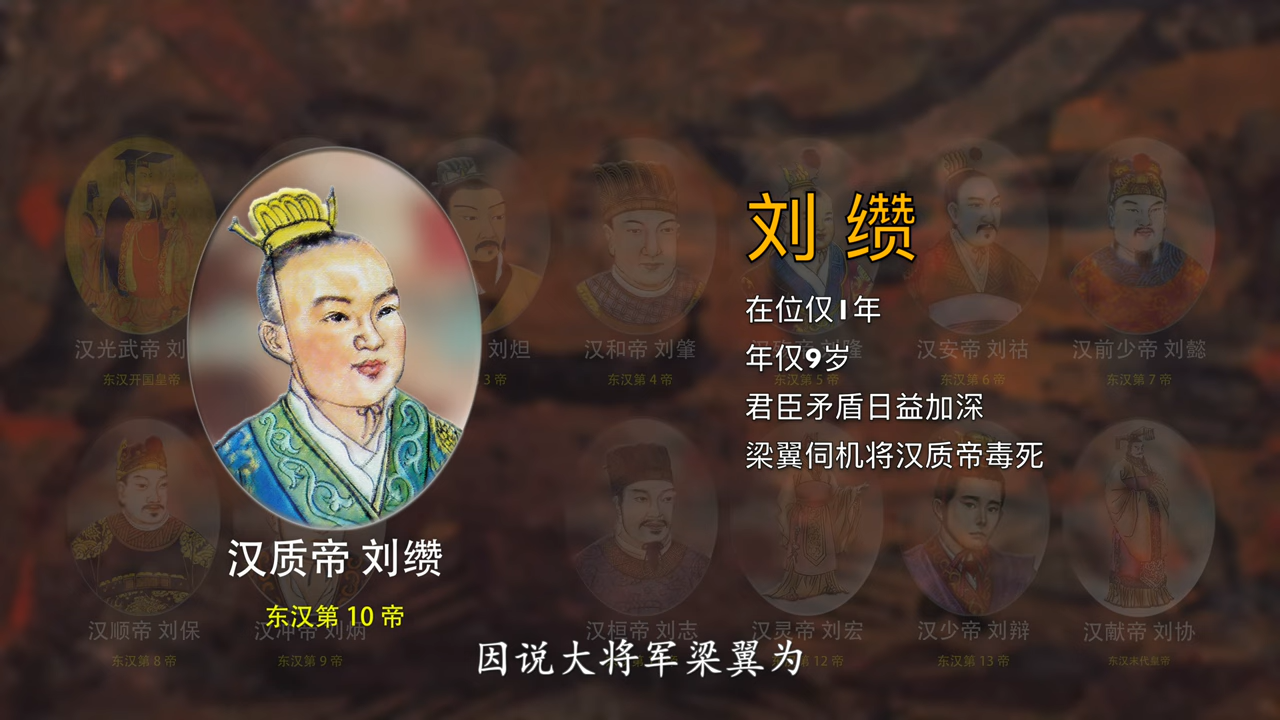 刘缵
在位仅1年
年仅9岁
君臣矛盾日益加深
梁翼伺机将汉质帝毒死
汉质帝 刘缵
东汉第 10 帝
因说大将军梁翼为
汉光武帝 刘
东汉开国皇帝
刘炟
3 帝
汉和帝 刘肇
东汉第 4 帝
隆
东汉第 5 帝
汉安帝 刘祜
东汉第 6 帝
汉前少帝 刘懿
东汉第 7 帝
汉顺帝 刘保
东汉第 8 帝
汉冲帝 刘炳
东汉第 9 帝
汉桓帝 刘志
汉灵帝 刘宏
12 帝
汉少帝 刘辩
东汉第 13 帝
汉献帝 刘协
东汉末代皇帝